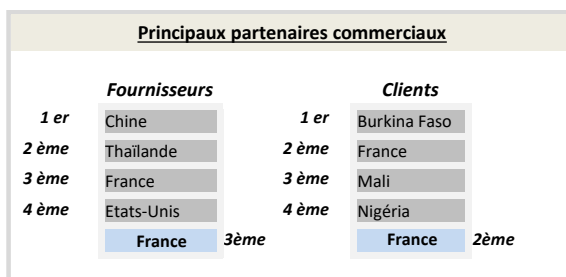 Principaux partenaires commerciaux
Fournisseurs Clients
1 er Chine 1 er Burkina Faso
2 ème Thaïlande 2 ème France
3 ème France 3 ème Mali
4 ème Etats-Unis 4 ème Nigéria
France 3ème France 2ème